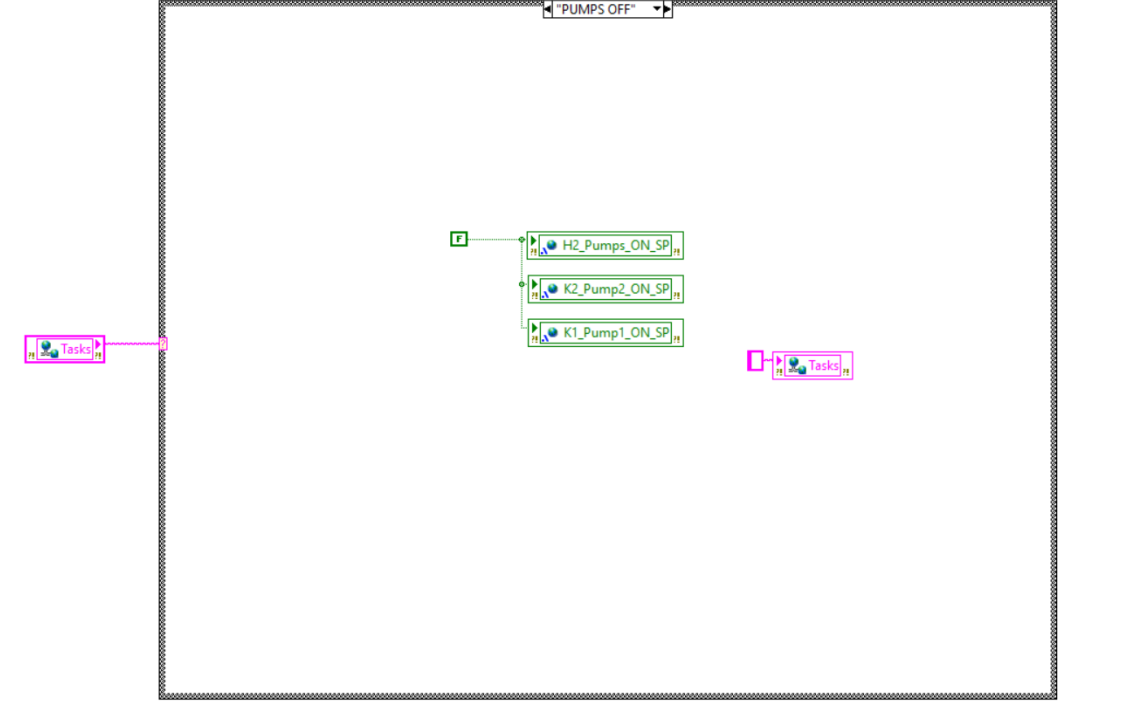 "PUMPS OFF"
F
H2_Pumps_ON_SP
K2_Pump2_ON_SP
K1_Pump1_ON_SP
Tasks
?
Tasks